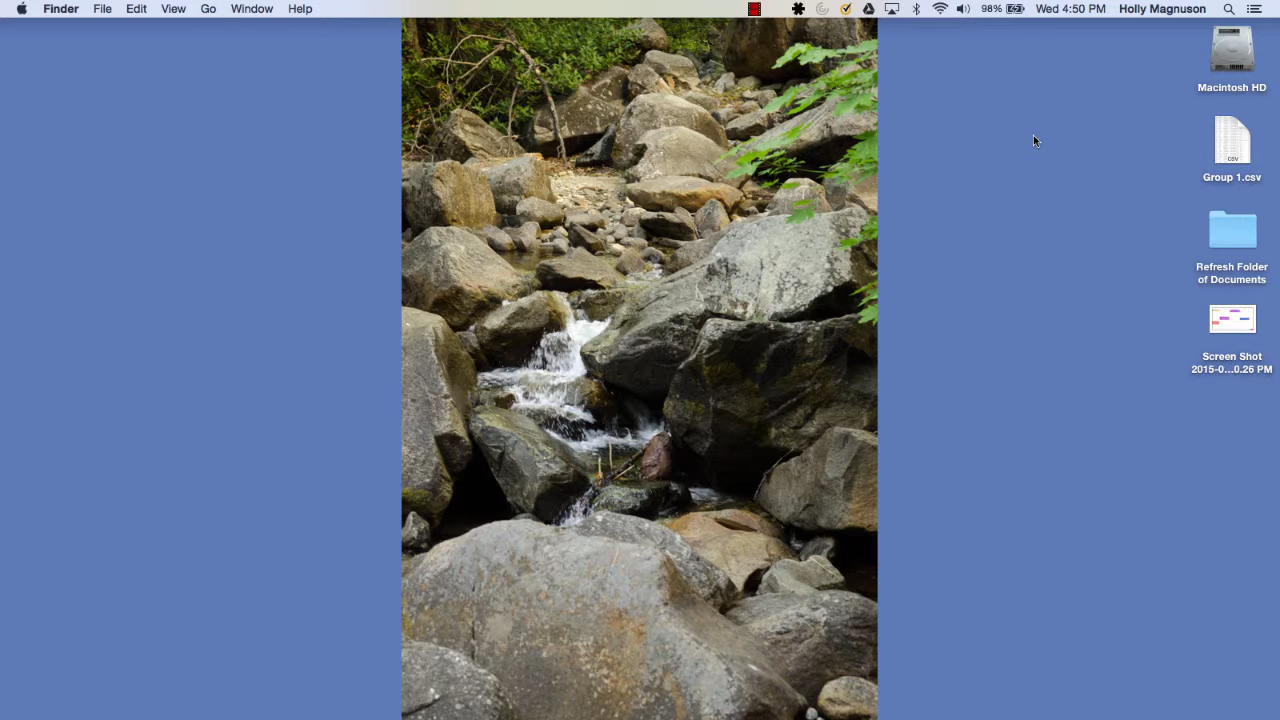 Finder File Edit View Go Window Help 98% Wed 4:50 PM Holly Magnuson
Macintosh HD
CSV
Group 1.csv
Refresh Folder
of Documents
Screen Shot
2015-0...0.26 PM